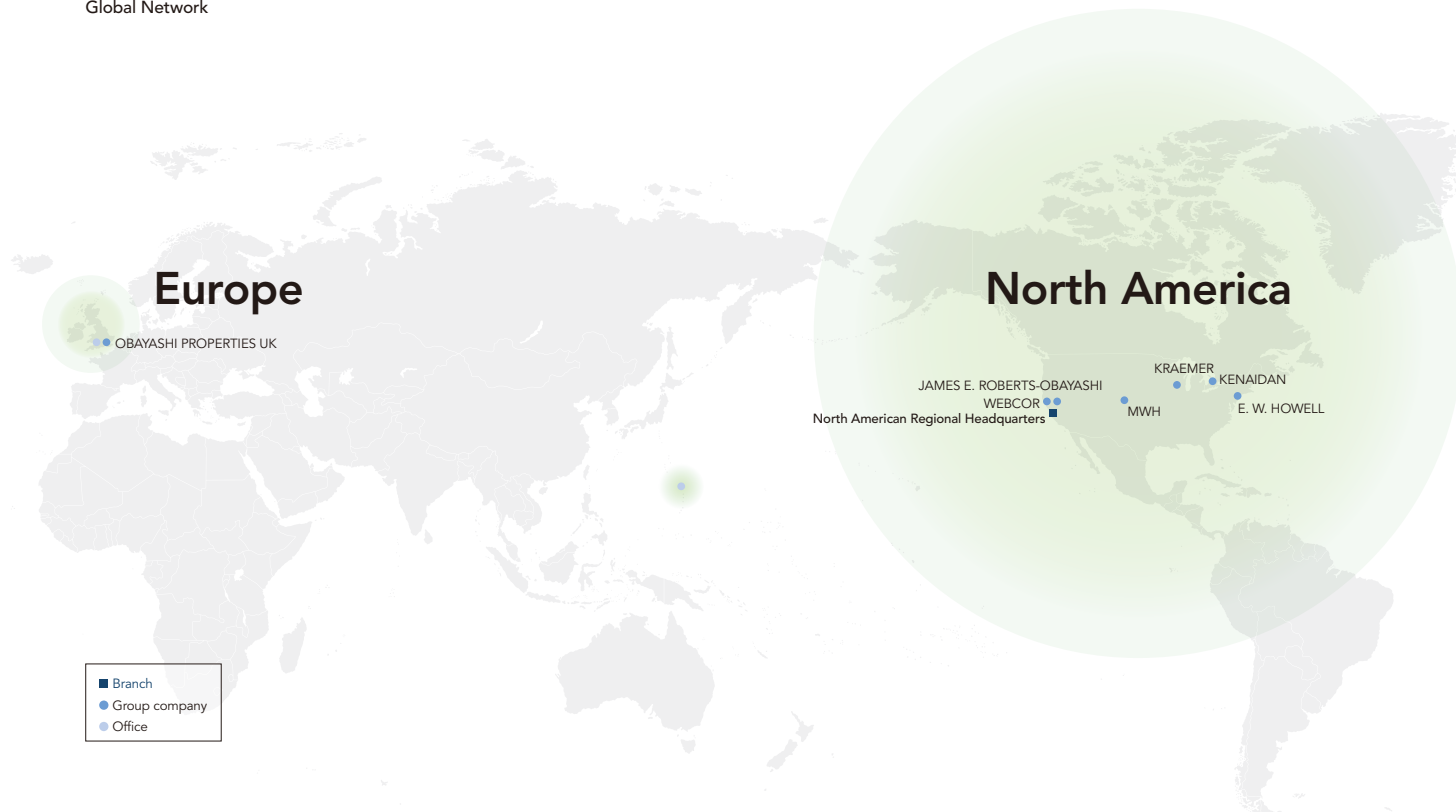 Global Network
Europe
OBAYASHI PROPERTIES UK
North America
KRAEMER
KENAIDAN
JAMES E. ROBERTS-OBAYASHI
WEBCOR
MWH
E. W. HOWELL
North American Regional Headquarters
Branch
Group company
Office